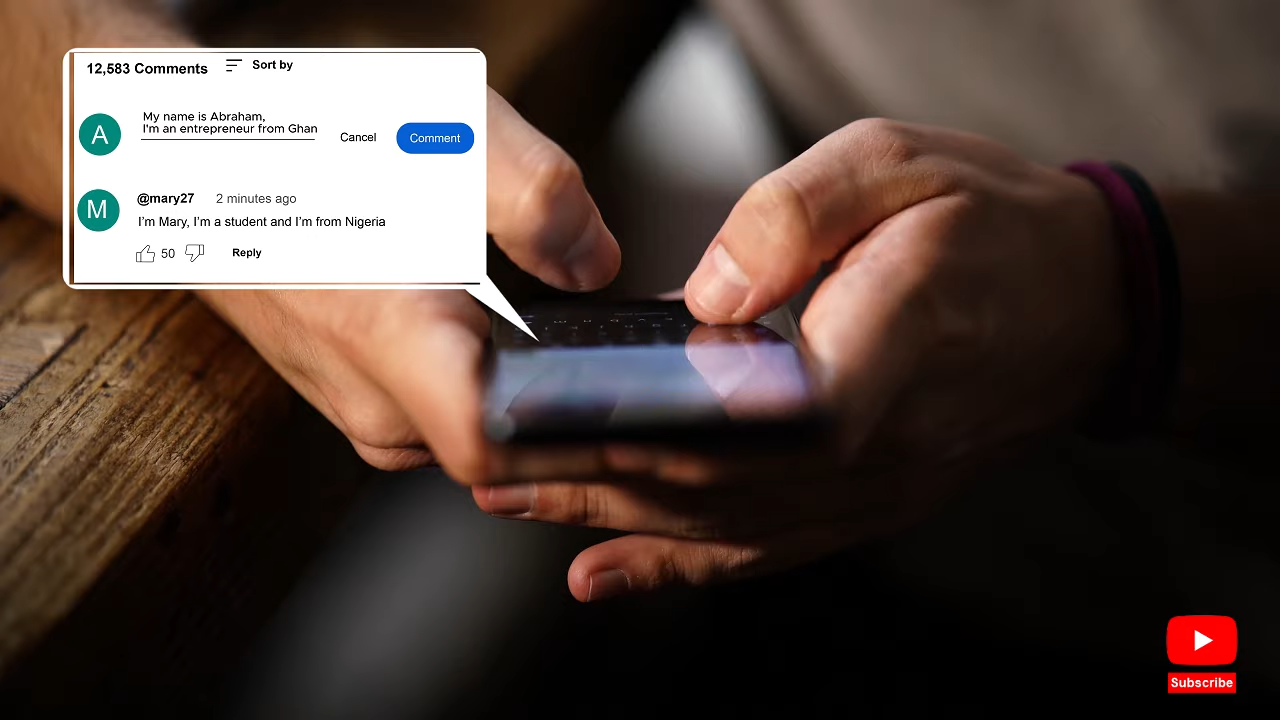 12,583 Comments
Sort by
A
My name is Abraham,
I'm an entrepreneur from Ghan
Cancel
Comment
M
@mary27
2 minutes ago
I'm Mary, I'm a student and I'm from Nigeria
50
Reply
Subscribe